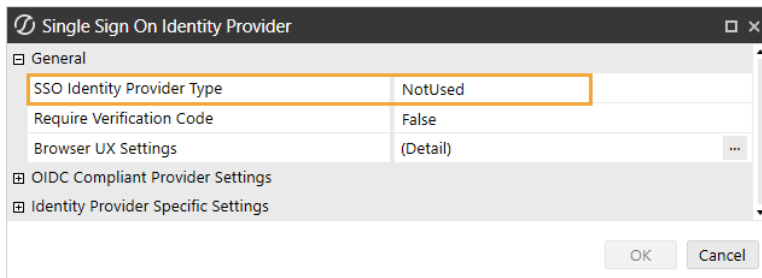 Single Sign On Identity Provider
General
SSO Identity Provider Type NotUsed
Require Verification Code False
Browser UX Settings (Detail) ...
OIDC Compliant Provider Settings
Identity Provider Specific Settings
OK Cancel